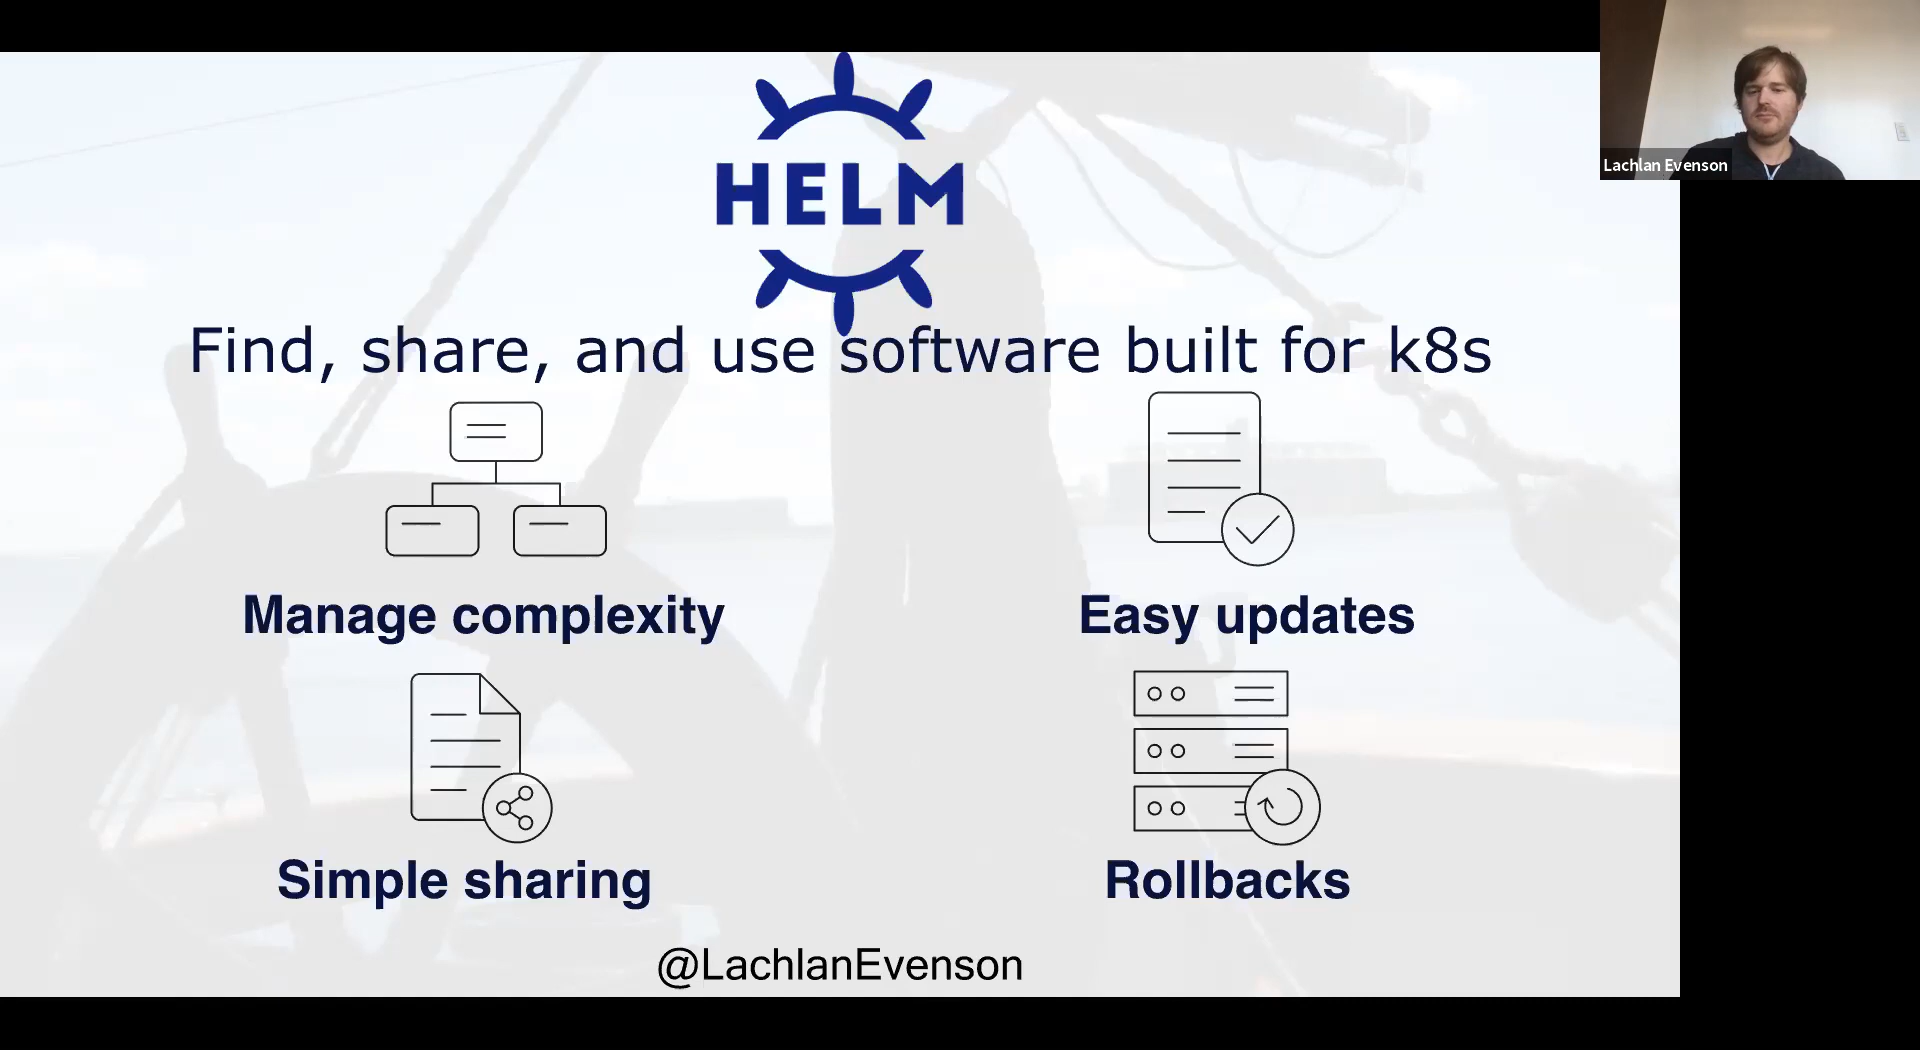 HELM
Find, share, and use software built for k8s
Manage complexity
Easy updates
Simple sharing
Rollbacks
@LachlanEvenson
Lachlan Evenson